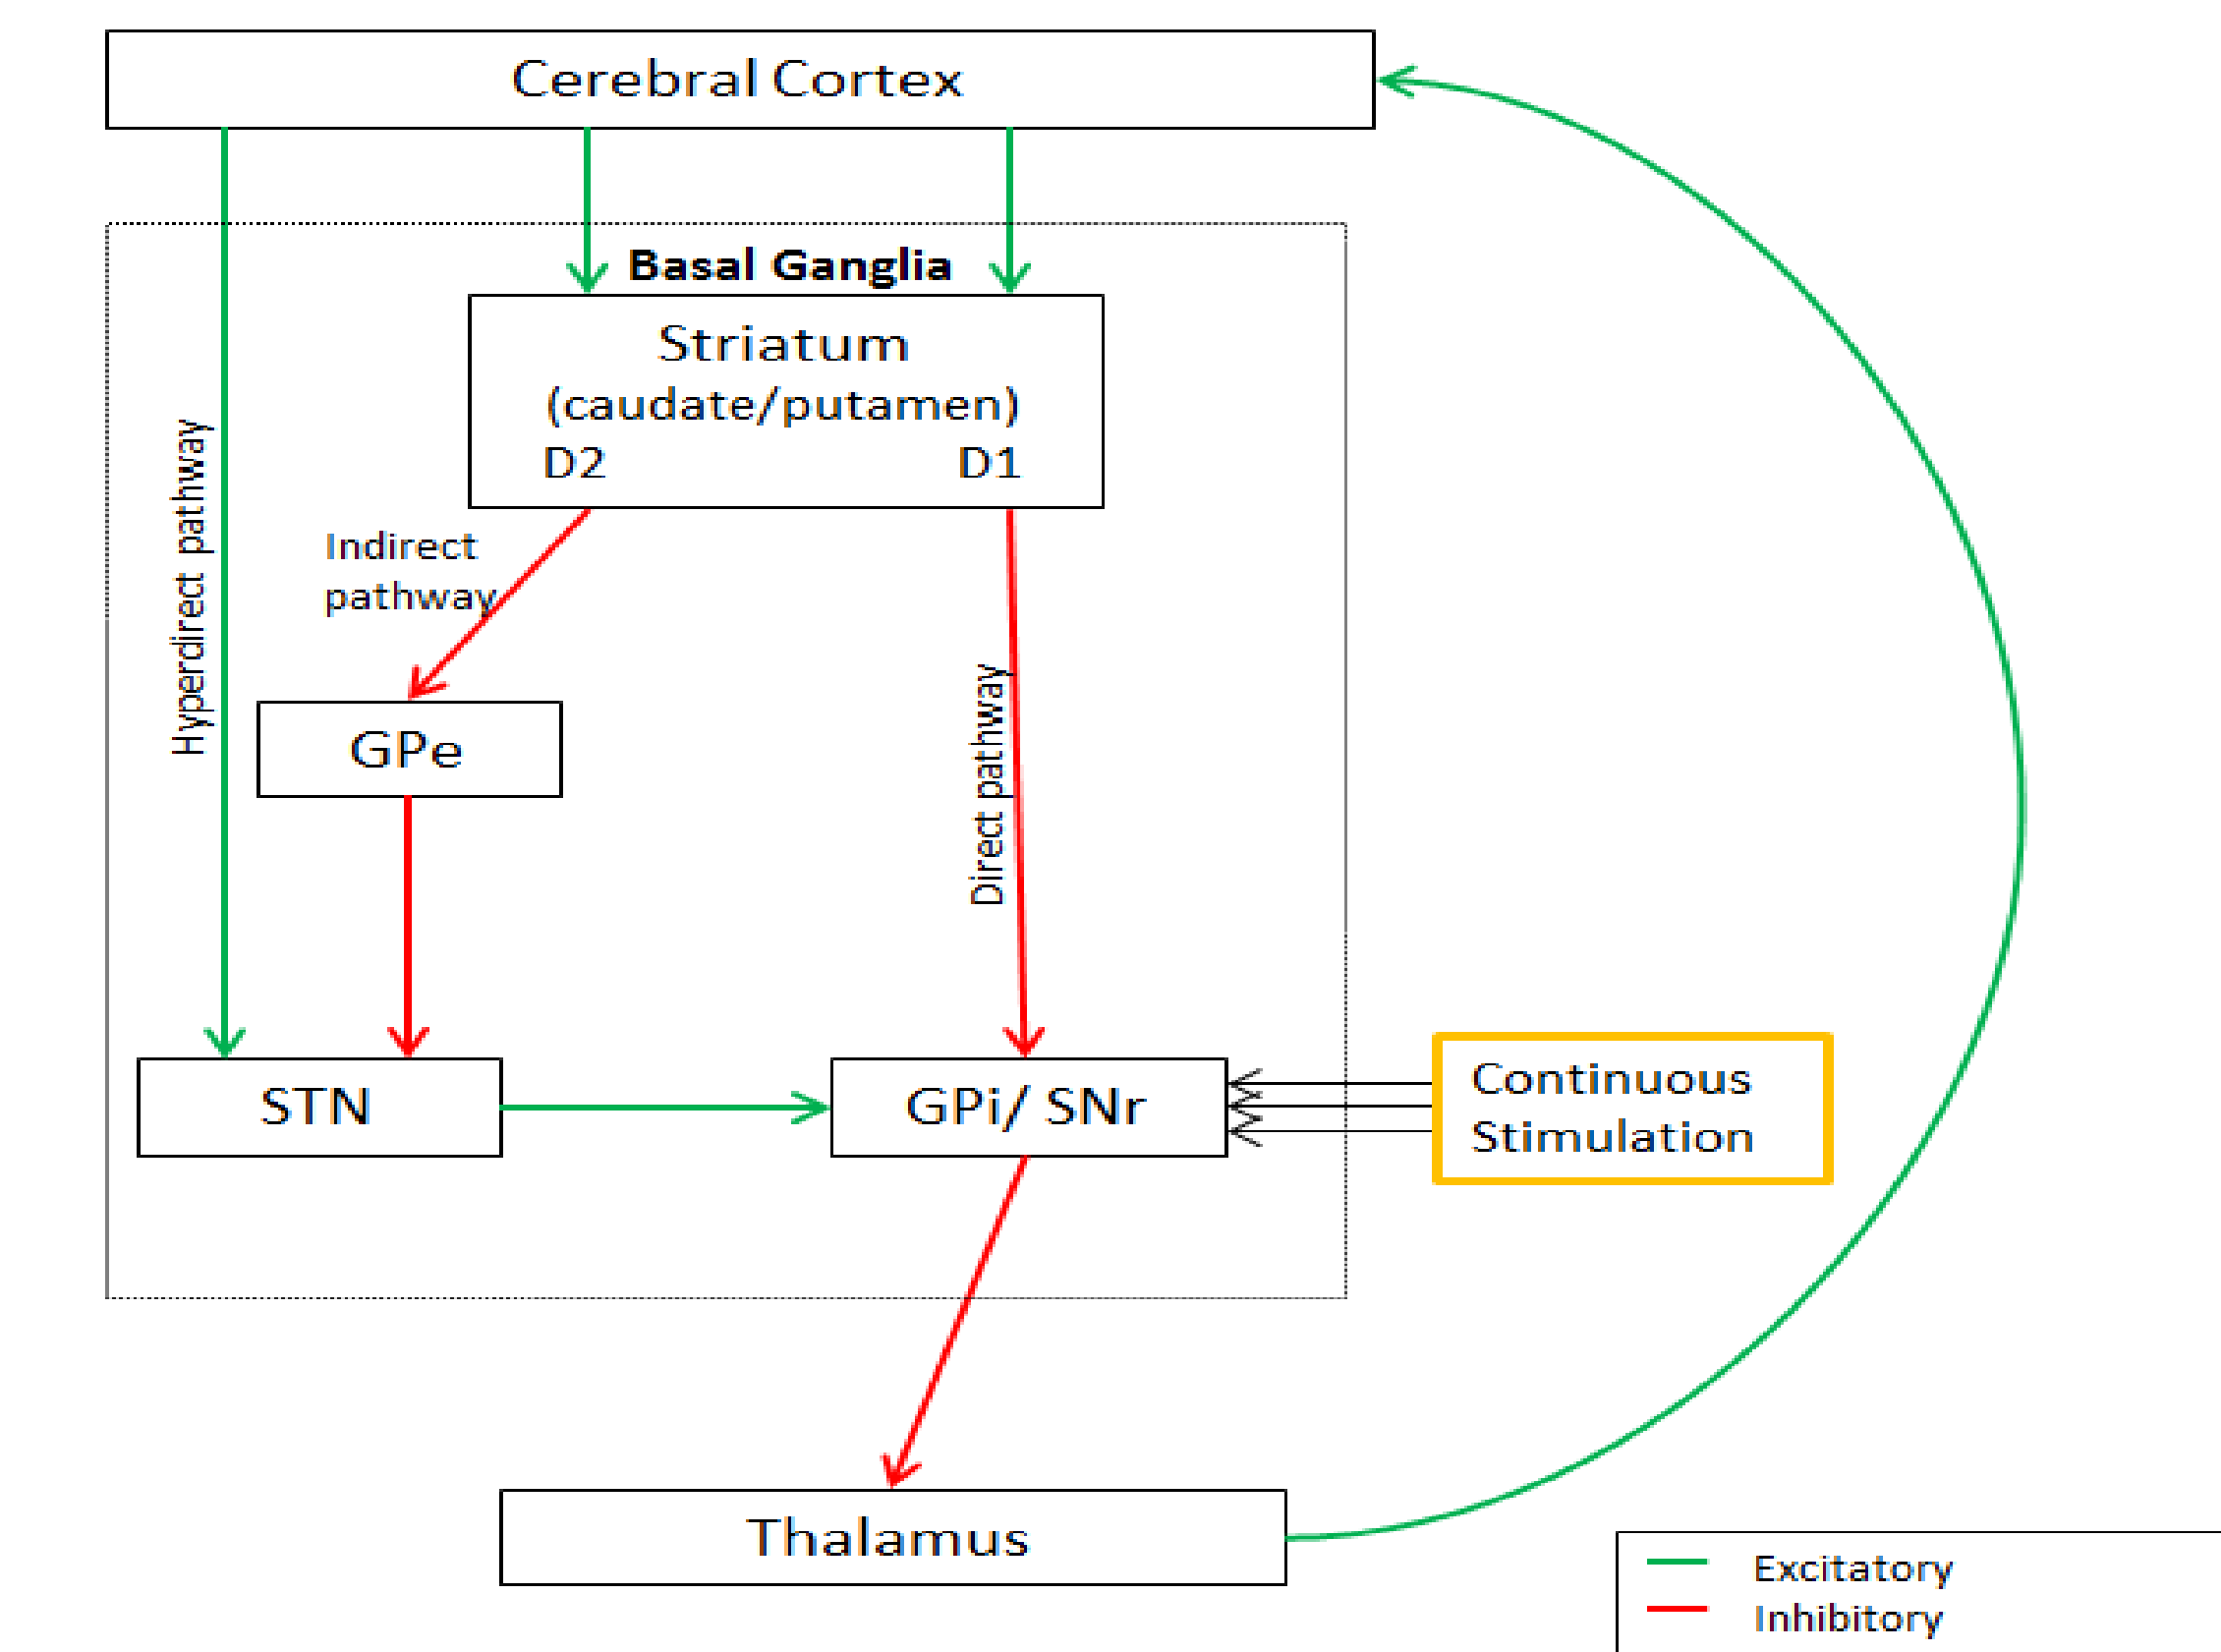 Cerebral Cortex
Basal Ganglia
Striatum
(caudate/putamen)
D2 D1
Hyperdirect pathway
Indirect
pathway
Direct pathway
GPe
STN
GPi/ SNr
Continuous
Stimulation
Thalamus
Excitatory
Inhibitory